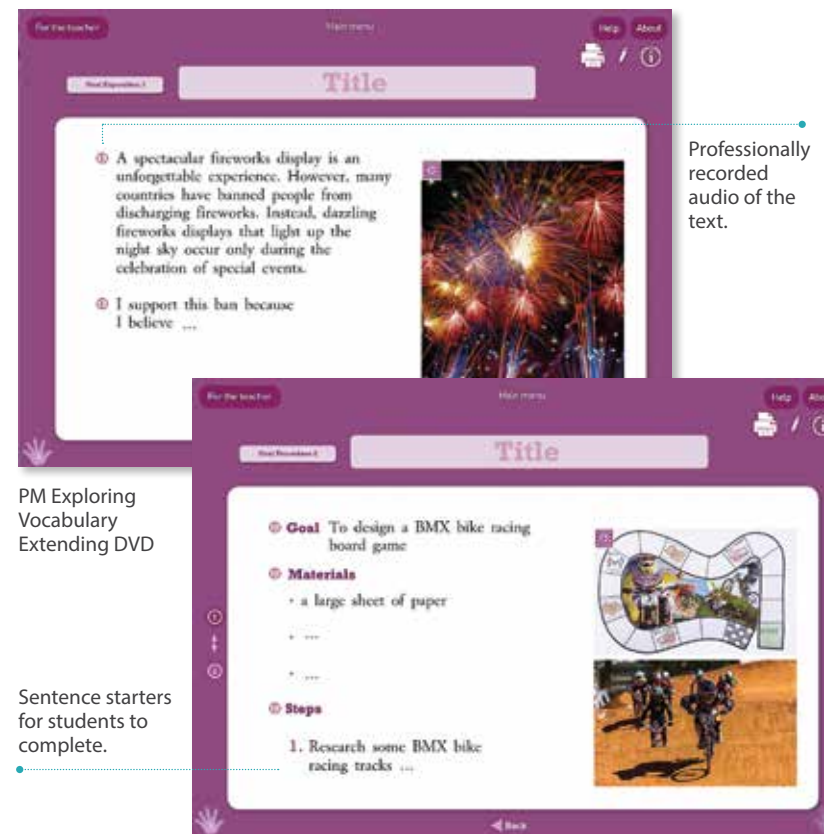 For the teacher
Main menu
Help
About
Title
A spectacular fireworks display is an
unforgettable experience. However, many
countries have banned people from
discharging fireworks. Instead, dazzling
fireworks displays that light up the
night sky occur only during the
celebration of special events.
I support this ban because
I believe ...
Professionally
recorded
audio of the
text.
PM Exploring
Vocabulary
Extending DVD
For the teacher
Main menu
Help
Title
Goal To design a BMX bike racing
board game
Materials
• a large sheet of paper
• ...
• ...
Steps
1. Research some BMX bike
racing tracks ...
Back
Sentence starters
for students to
complete.